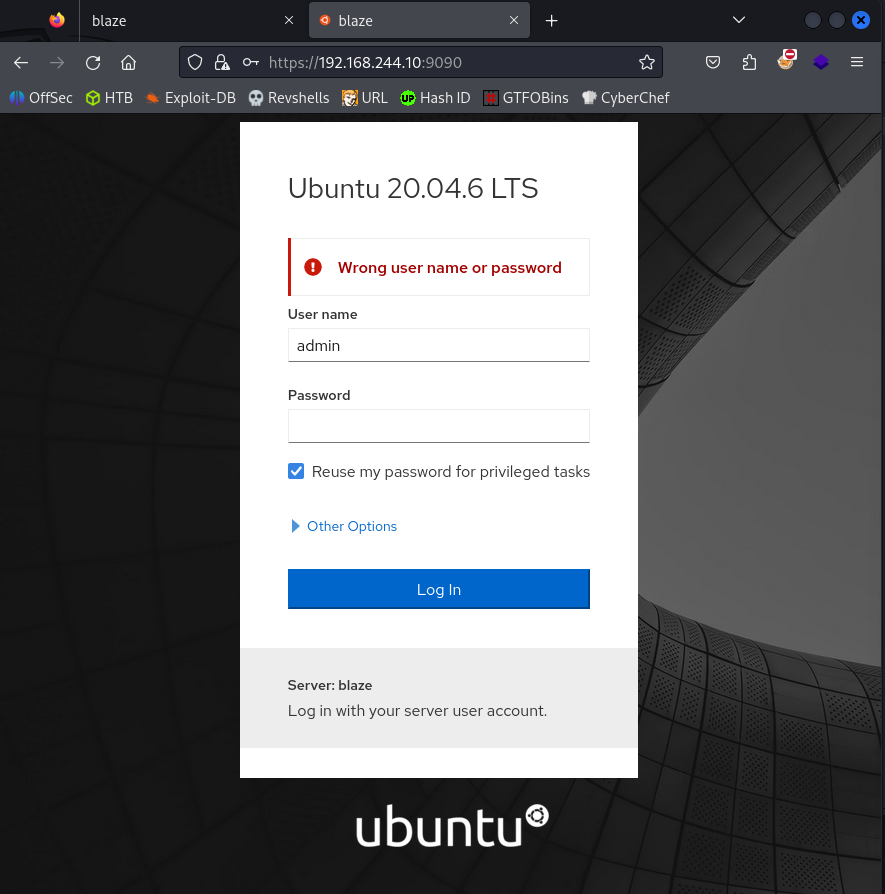 blaze
blaze
https://192.168.244.10:9090
OffSec
HTB
Exploit-DB
Revshells
URL
UP
Hash ID
GTFOBins
CyberChef
Ubuntu 20.04.6 LTS
Wrong user name or password
User name
admin
Password
Reuse my password for privileged tasks
Other Options
Log In
Server: blaze
Log in with your server user account.
ubuntu